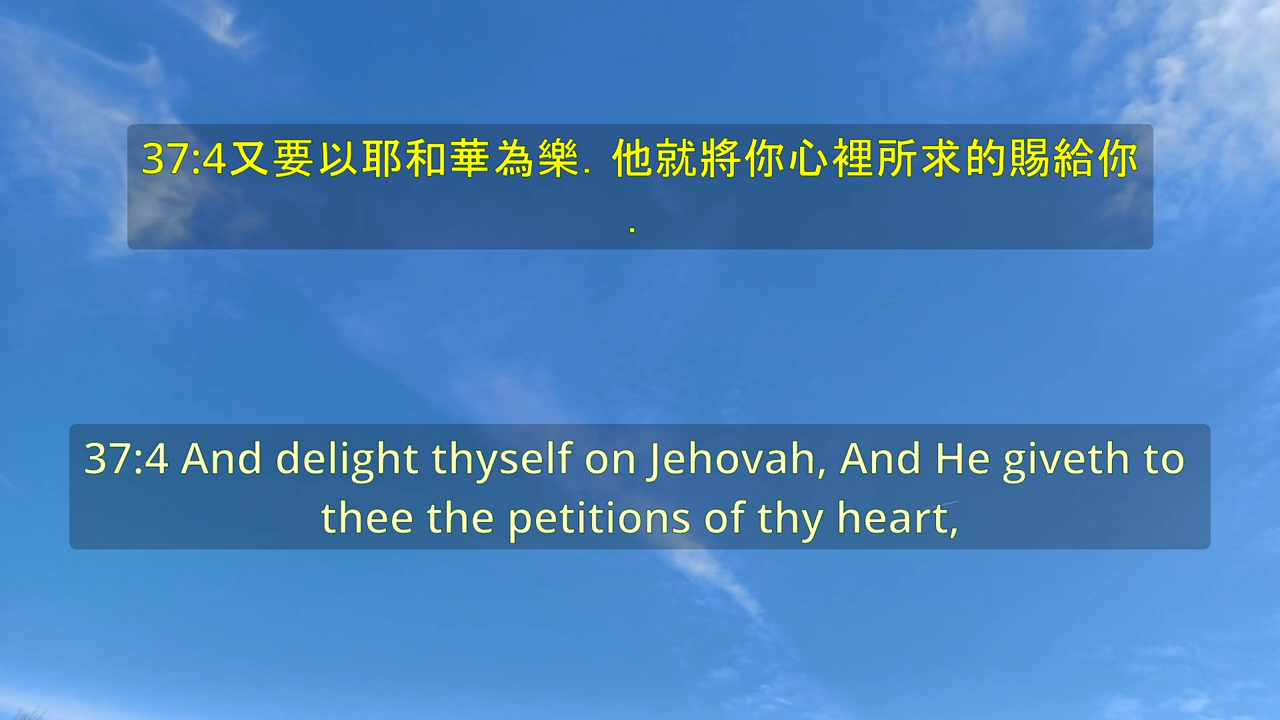 37:4又要以耶和華為樂. 他就將你心裡所求的賜給你
.
37:4 And delight thyself on Jehovah, And He giveth to
thee the petitions of thy heart,